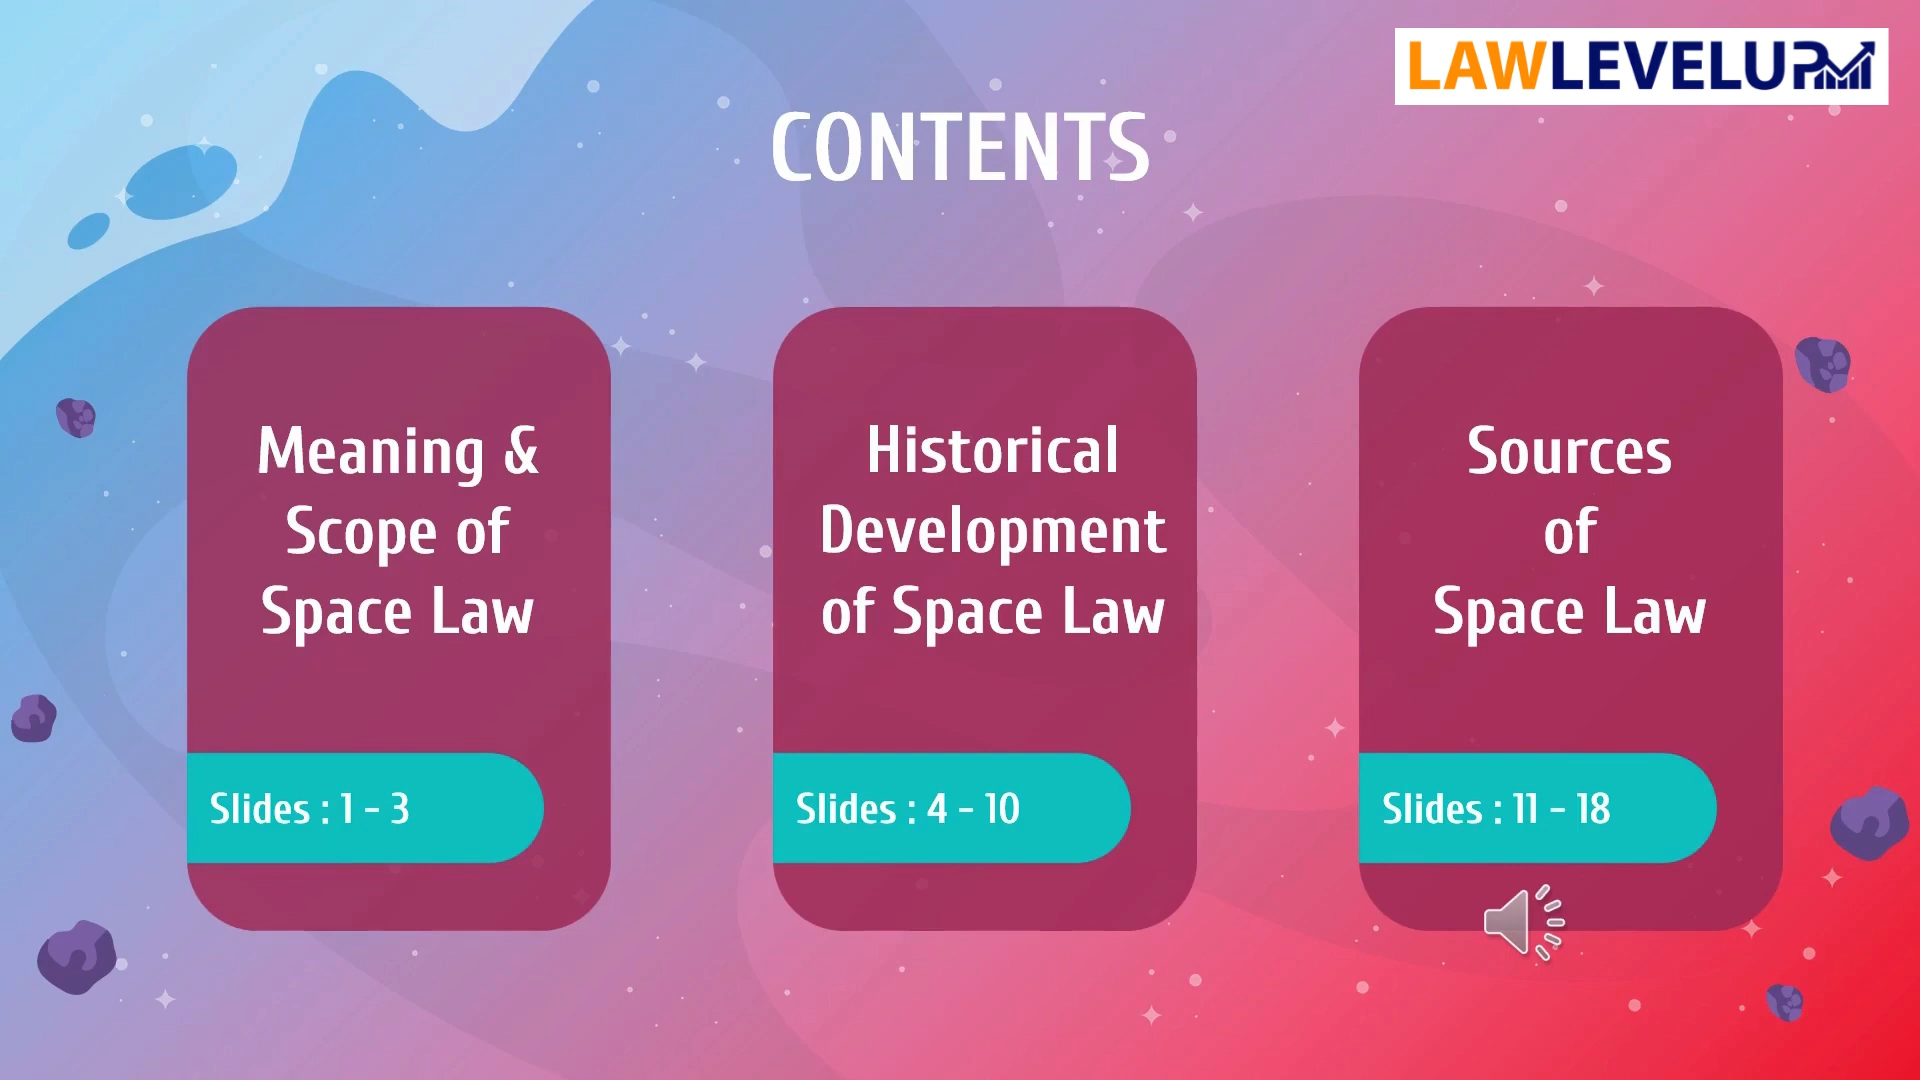 LAWLEVELUP
CONTENTS
Meaning &
Scope of
Space Law
Slides : 1 - 3
Historical
Development
of Space Law
Slides : 4 - 10
Sources
of
Space Law
Slides : 11 - 18